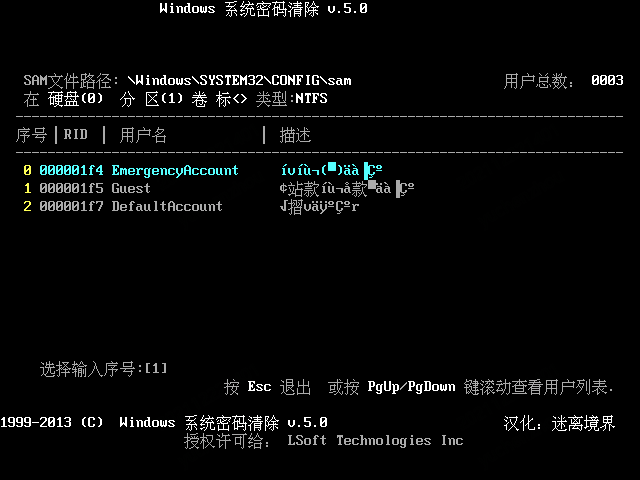 Windows 系统密码清除 v.5.0
SAM文件路径: \Windows\SYSTEM32\CONFIG\sam 用户总数: 0003
在 硬盘(0) 分 区(1) 卷 标<> 类型:NTFS
序号 RID 用户名 描述
0 000001f4 EmergencyAccount
1 000001f5 Guest
2 000001f7 DefaultAccount
选择输入序号:[1]
按 Esc 退出 或按 PgUp/PgDown 键滚动查看用户列表.
1999-2013 (C) Windows 系统密码清除 v.5.0 汉化: 迷离境界
授权许可给: LSoft Technologies Inc